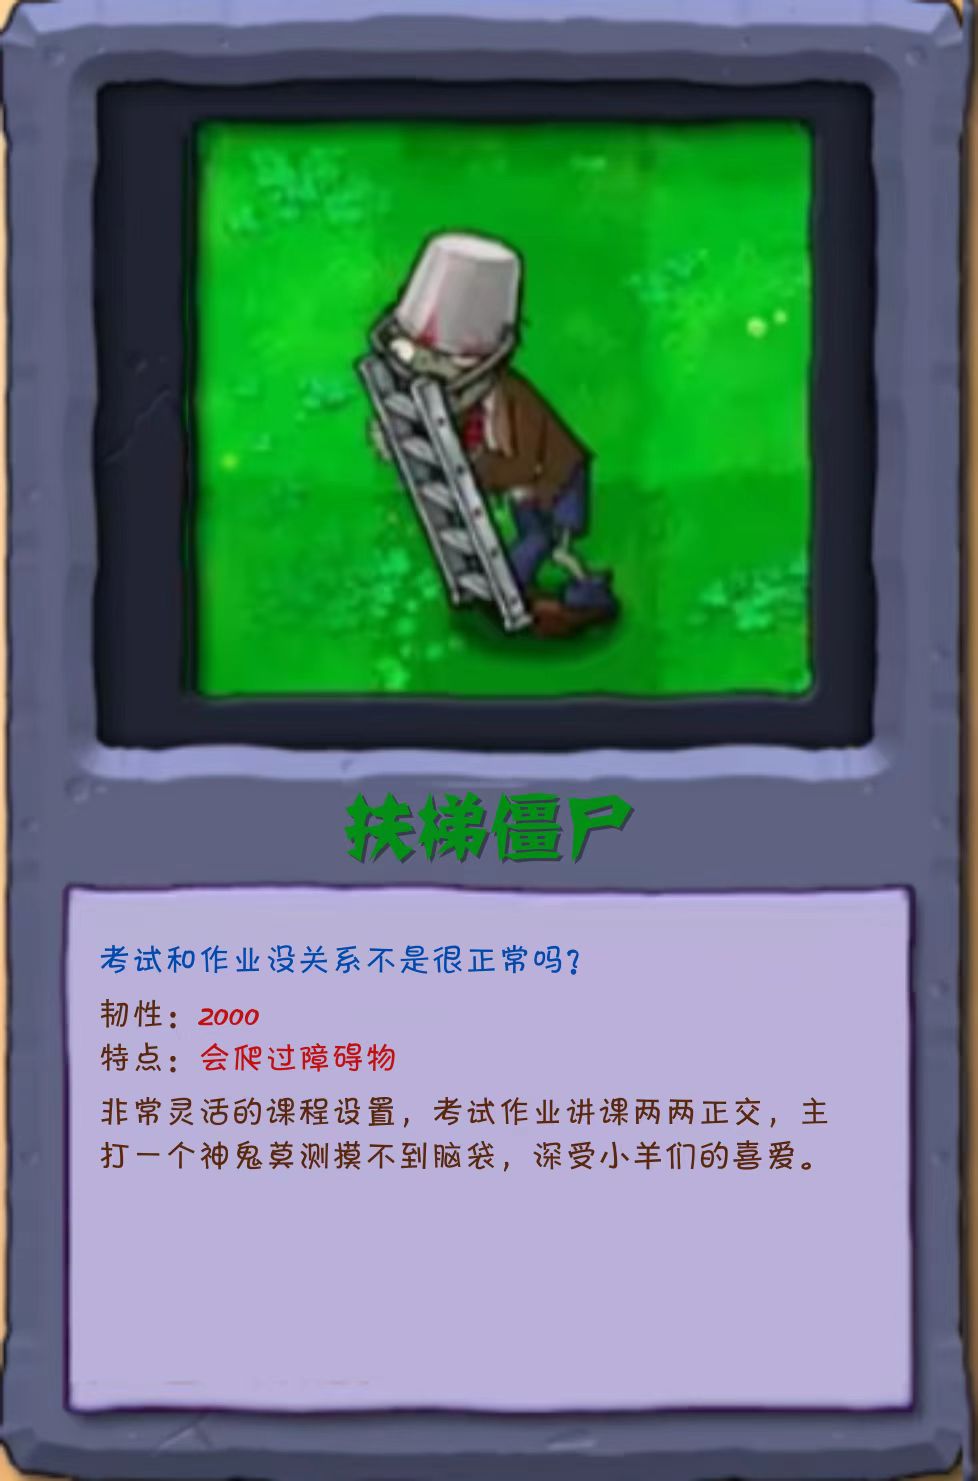 扶梯僵尸
考试和作业没关系不是很正常吗？
韧性：2000
特点：会爬过障碍物
非常灵活的课程设置，考试作业讲课两两正交，主
打一个神鬼莫测摸不到脑袋，深受小羊们的喜爱。